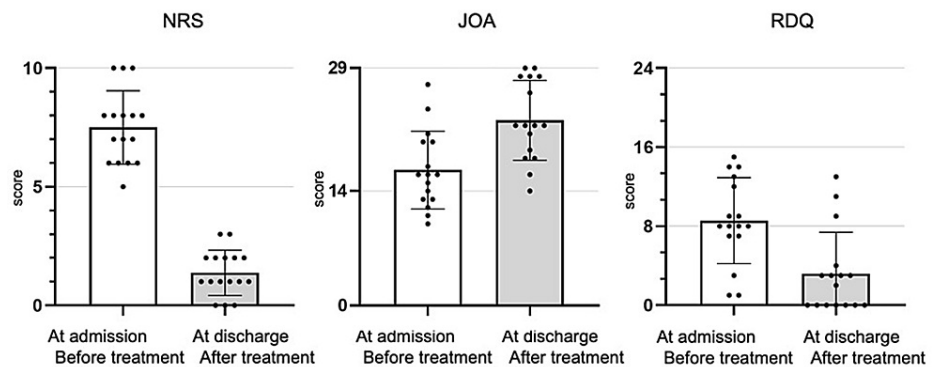 NRS
10
5
0
score
At admission
Before treatment
At discharge
After treatment
JOA
29
14
0
score
At admission
Before treatment
At discharge
After treatment
RDQ
24
16
8
0
score
At admission
Before treatment
At discharge
After treatment